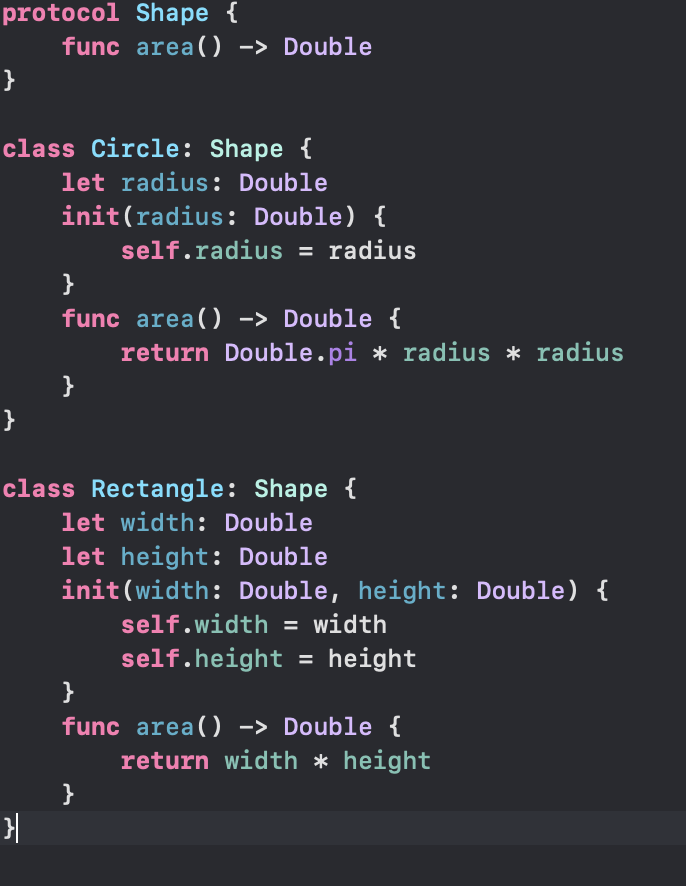 protocol Shape {
    func area() -> Double
}

class Circle: Shape {
    let radius: Double
    init(radius: Double) {
        self.radius = radius
    }
    func area() -> Double {
        return Double.pi * radius * radius
    }
}

class Rectangle: Shape {
    let width: Double
    let height: Double
    init(width: Double, height: Double) {
        self.width = width
        self.height = height
    }
    func area() -> Double {
        return width * height
    }
}